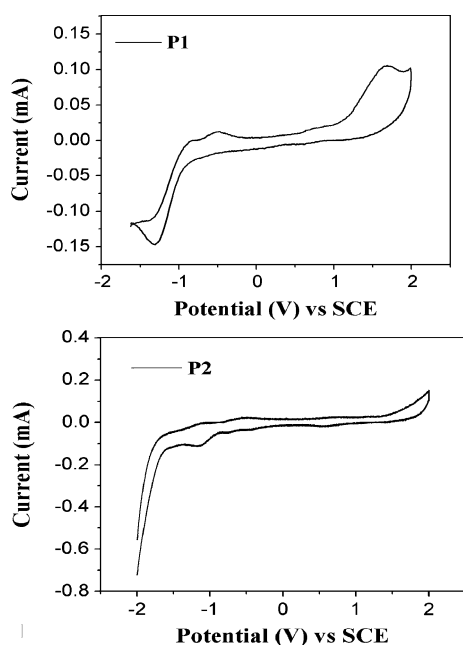 P1
Current (mA)
0.10
0.05
0.00
-0.05
-0.10
-0.15
-2 -1 0 1 2
Potential (V) vs SCE
P2
Current (mA)
0.4
0.2
0.0
-0.2
-0.4
-0.6
-0.8
-2 -1 0 1 2
Potential (V) vs SCE